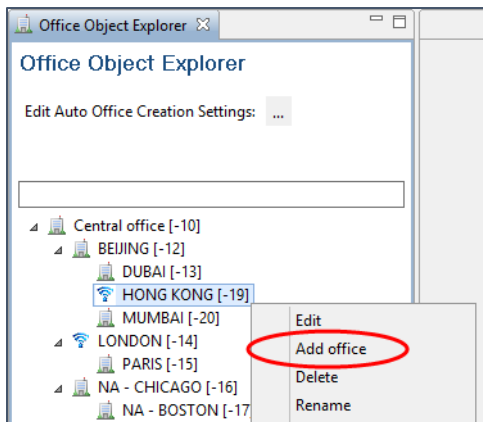 Office Object Explorer
Office Object Explorer
Edit Auto Office Creation Settings: ...
Central office [-10]
BEIJING [-12]
DUBAI [-13]
HONG KONG [-19]
MUMBAI [-20]
Edit
LONDON [-14]
Add office
PARIS [-15]
Delete
NA - CHICAGO [-16]
Rename
NA - BOSTON [-17